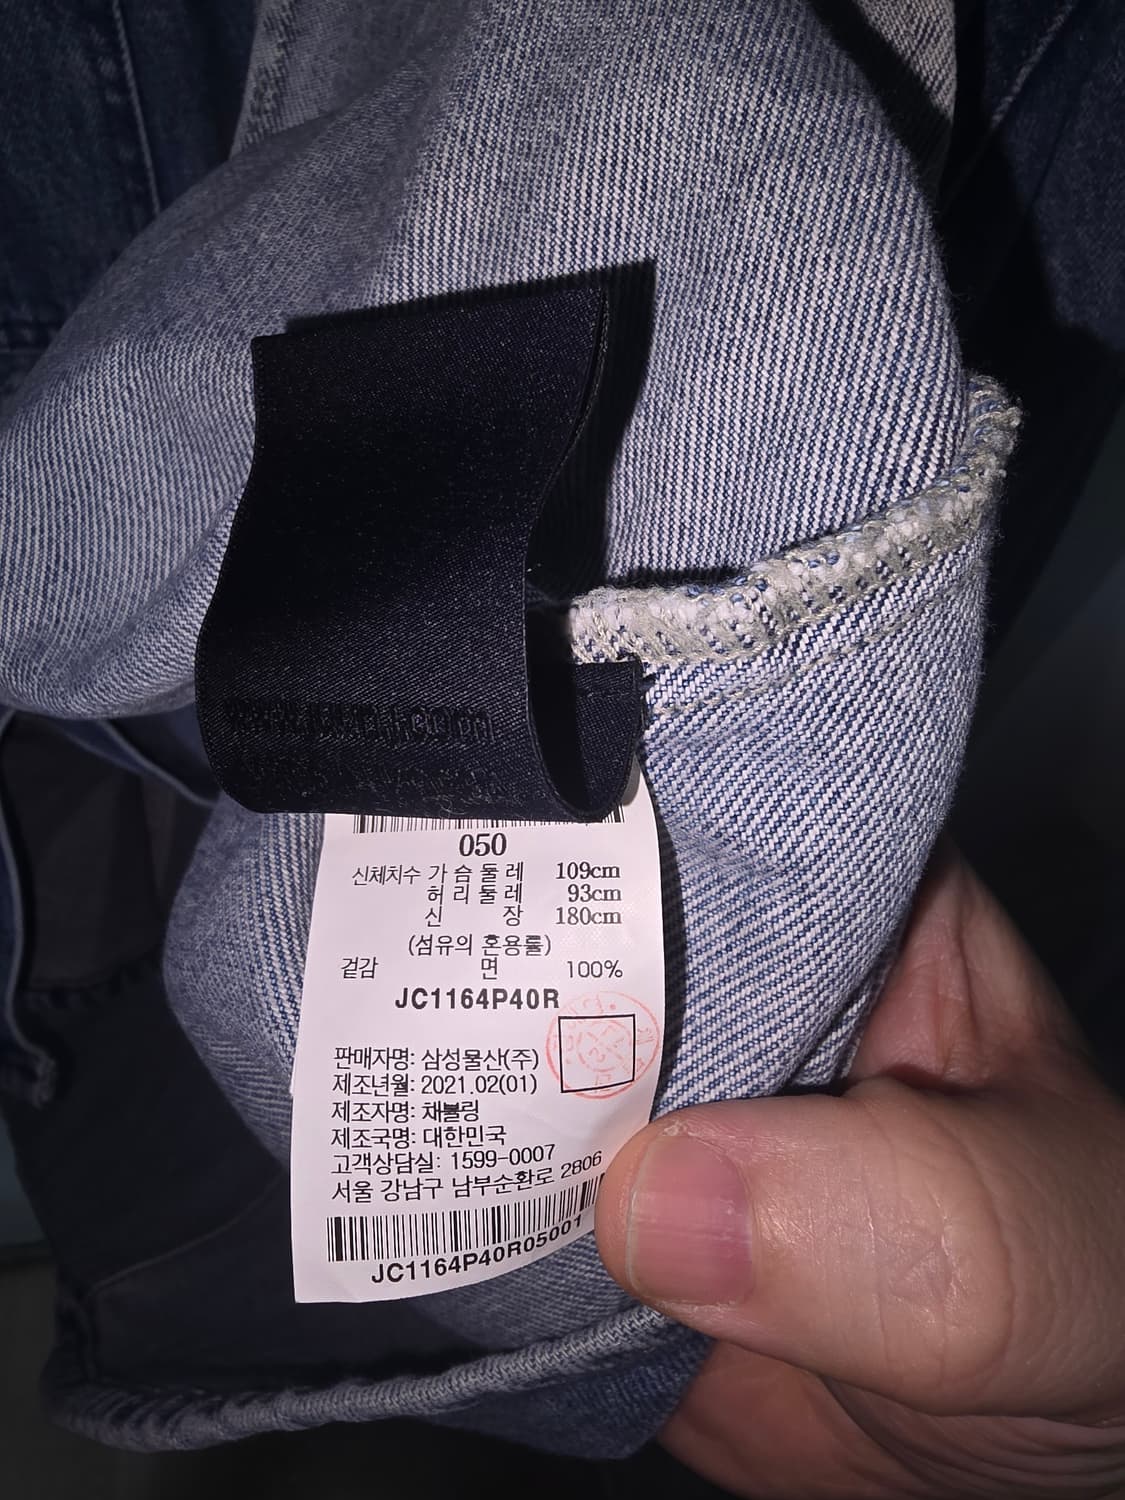 050
신체치수 가 슴 둘 레 109cm
허 리 둘 레 93cm
신 장 180cm
(섬유의 혼용률)
겉감 면 100%
JC1164P40R
판매자명: 삼성물산(주)
제조년월: 2021.02(01)
제조자명: 채블링
제조국명: 대한민국
고객상담실: 1599-0007
서울 강남구 남부순환로 2806
JC1164P40R05001